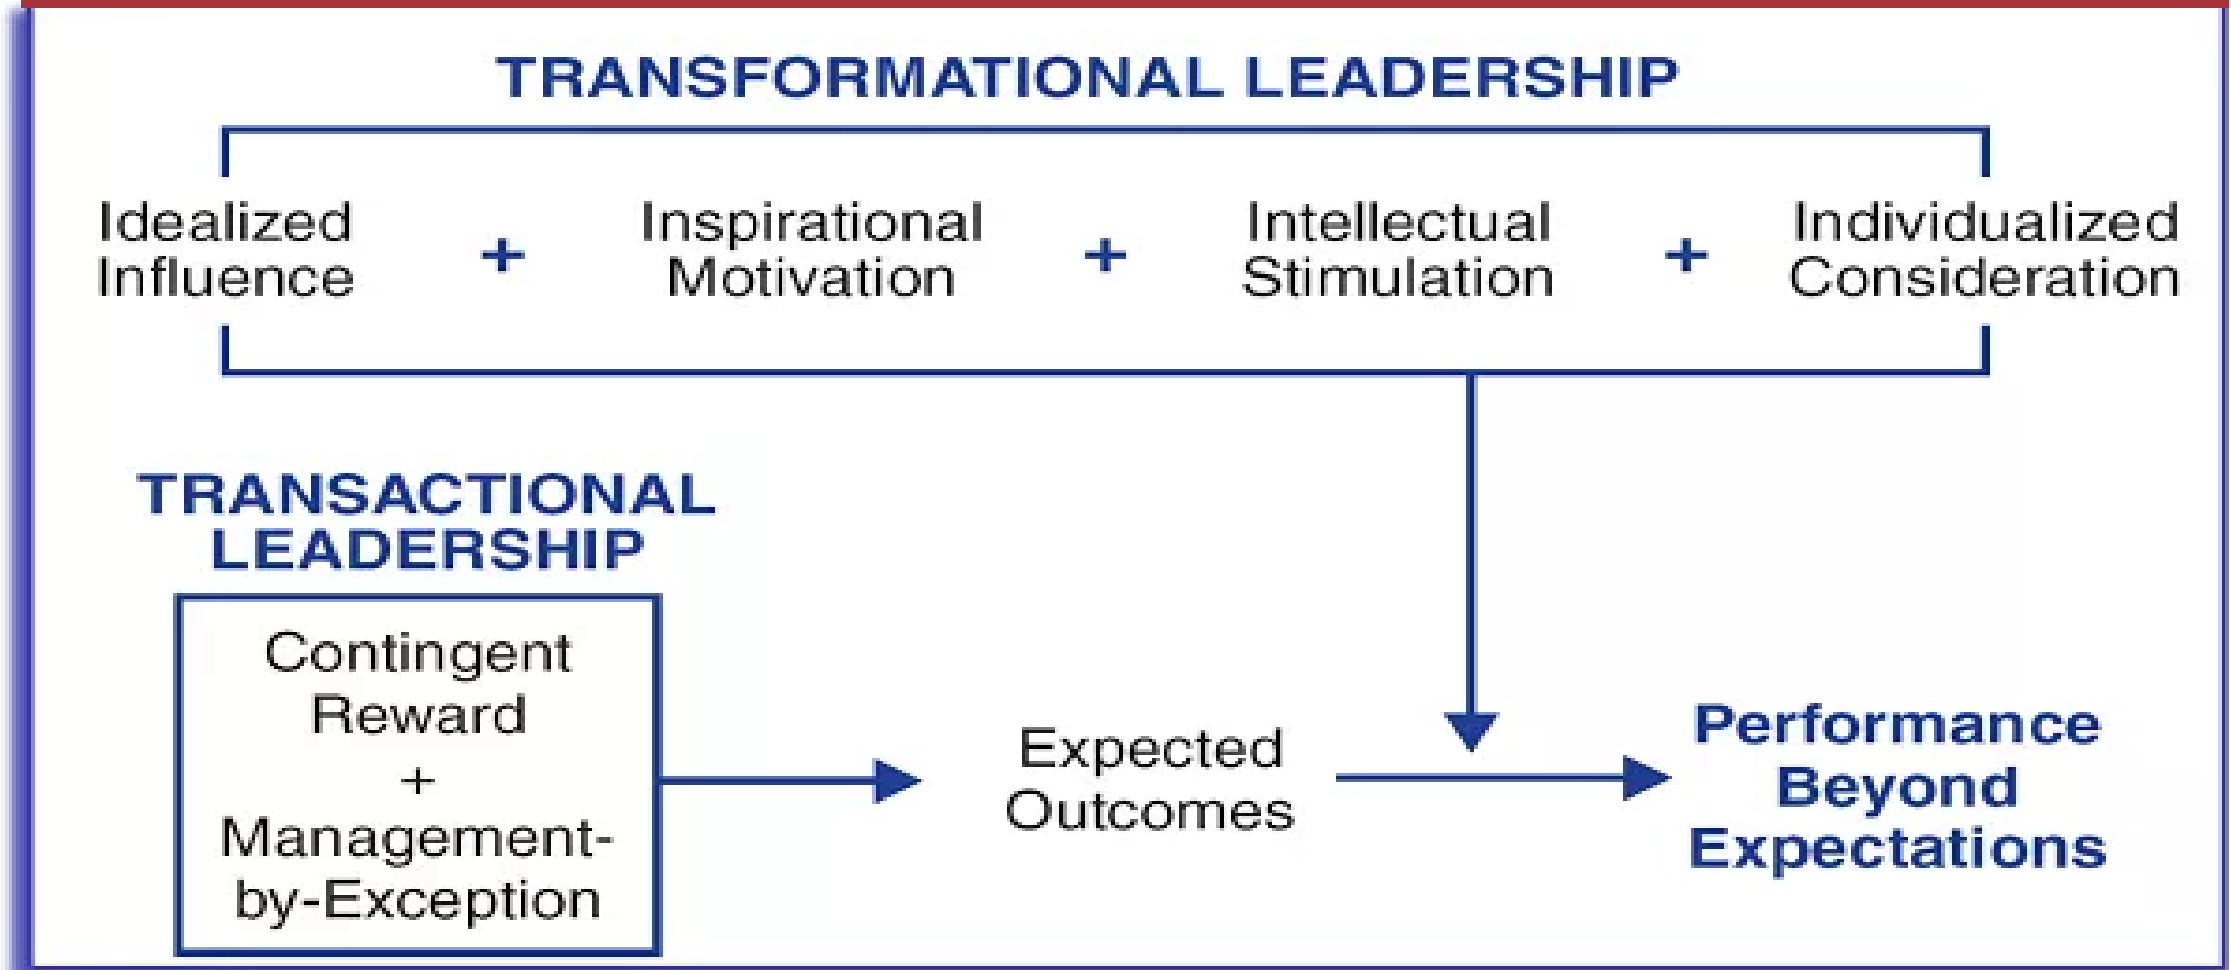 TRANSFORMATIONAL LEADERSHIP
Idealized
Influence
+
Inspirational
Motivation
+
Intellectual
Stimulation
+
Individualized
Consideration
TRANSACTIONAL
LEADERSHIP
Contingent
Reward
+
Management-
by-Exception
Expected
Outcomes
Performance
Beyond
Expectations